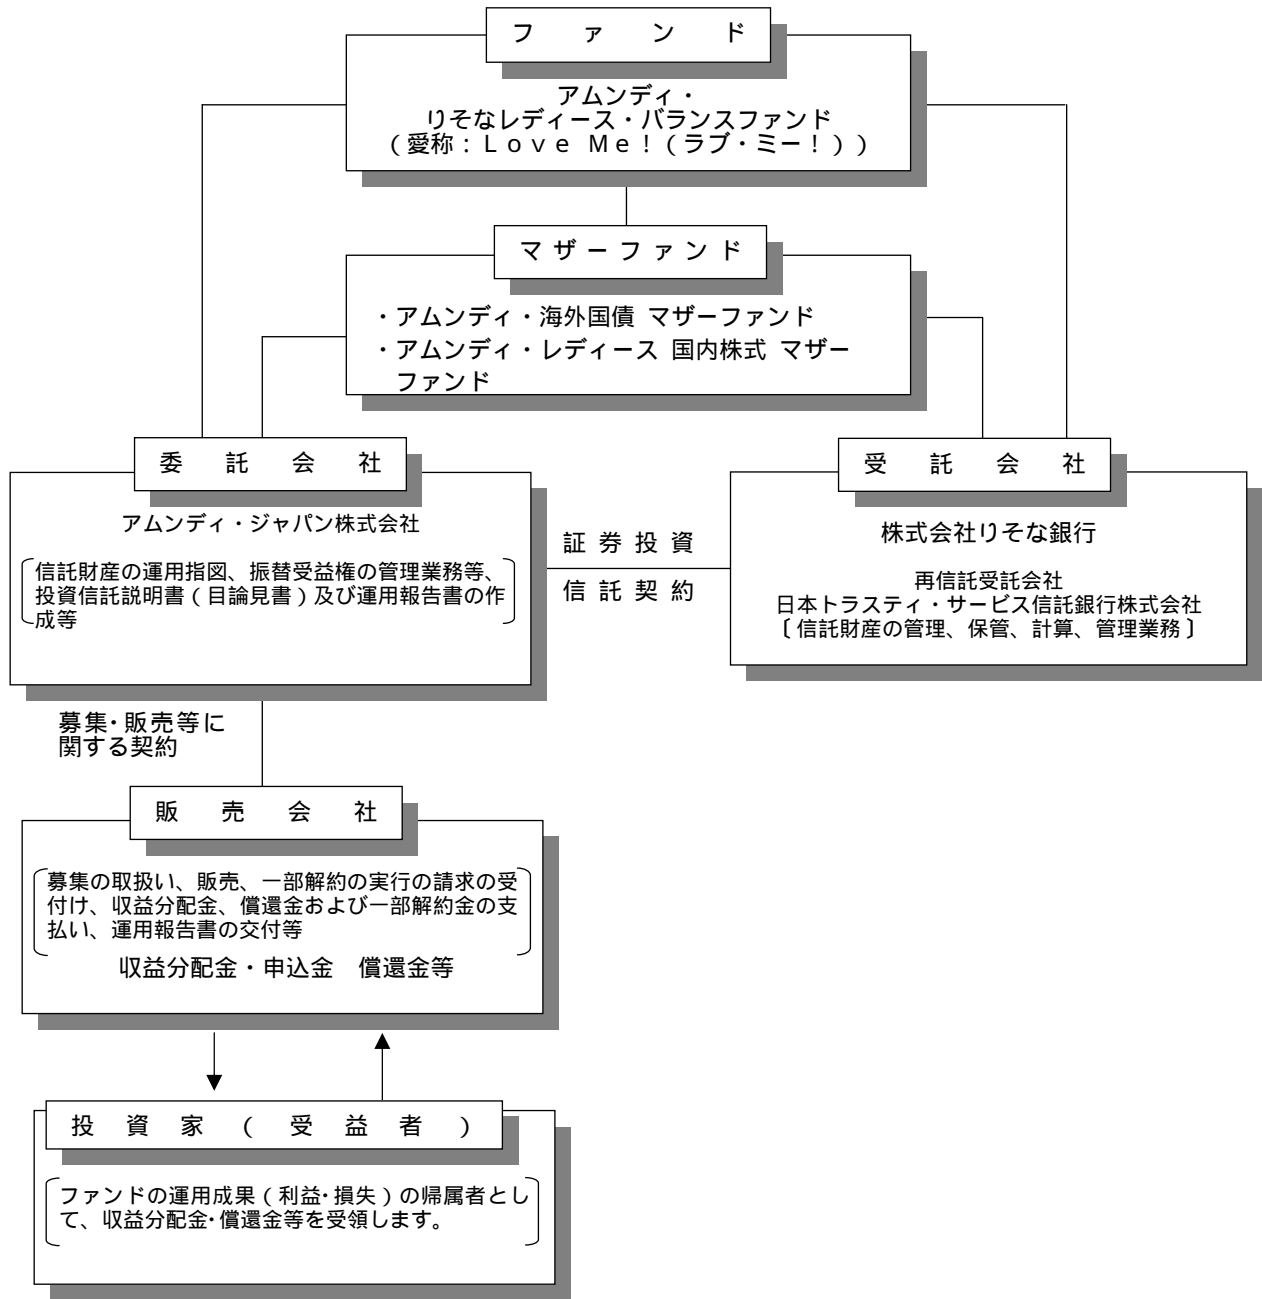 ファンド
アムンディ・
りそなレディース・バランスファンド
（愛称：Ｌｏｖｅ Ｍｅ！（ラブ・ミー！））
マザーファンド
・アムンディ・海外国債 マザーファンド
・アムンディ・レディース 国内株式 マザー
ファンド
委託会社
アムンディ・ジャパン株式会社
信託財産の運用指図、振替受益権の管理業務等、
投資信託説明書（目論見書）及び運用報告書の作
成等
証券投資
信託契約
受託会社
株式会社りそな銀行
再信託受託会社
日本トラスティ・サービス信託銀行株式会社
〔信託財産の管理、保管、計算、管理業務〕
募集・販売等に
関する契約
販売会社
募集の取扱い、販売、一部解約の実行の請求の受
付け、収益分配金、償還金および一部解約金の支
払い、運用報告書の交付等
収益分配金・申込金　償還金等
投資家（受益者）
ファンドの運用成果（利益・損失）の帰属者とし
て、収益分配金・償還金等を受領します。